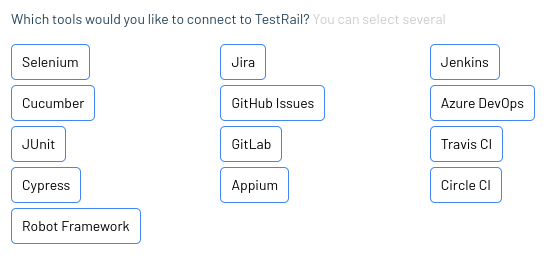 Which tools would you like to connect to TestRail? You can select several
Selenium
Jira
Jenkins
Cucumber
GitHub Issues
Azure DevOps
JUnit
GitLab
Travis CI
Cypress
Appium
Circle CI
Robot Framework